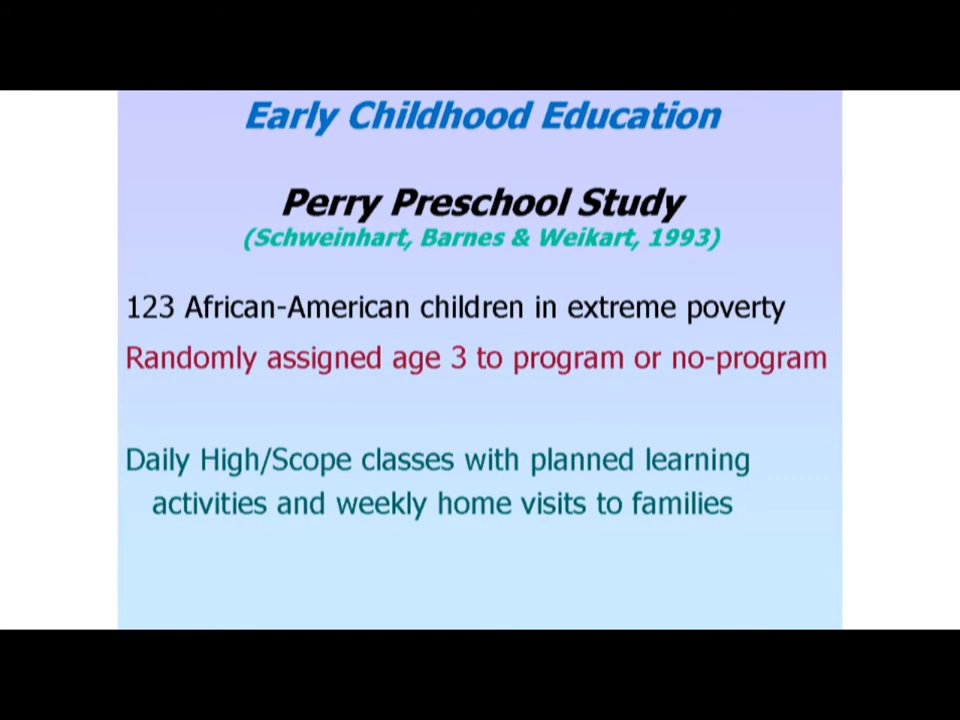 Early Childhood Education
Perry Preschool Study
(Schweinhart, Barnes & Weikart, 1993)
123 African-American children in extreme poverty
Randomly assigned age 3 to program or no-program
Daily High/Scope classes with planned learning
activities and weekly home visits to families